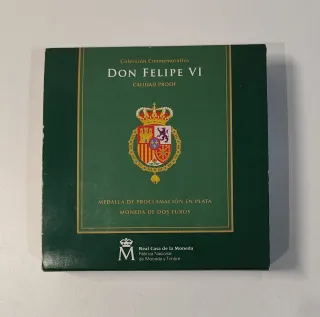 Colección Conmemorativa
DON FELIPE VI
CALIDAD PROOF
MEDALLA DE PROCLAMACIÓN EN PLATA
MONEDA DE DOS EUROS
M
Real Casa de la Moneda
Fábrica Nacional
de Moneda y Timbre